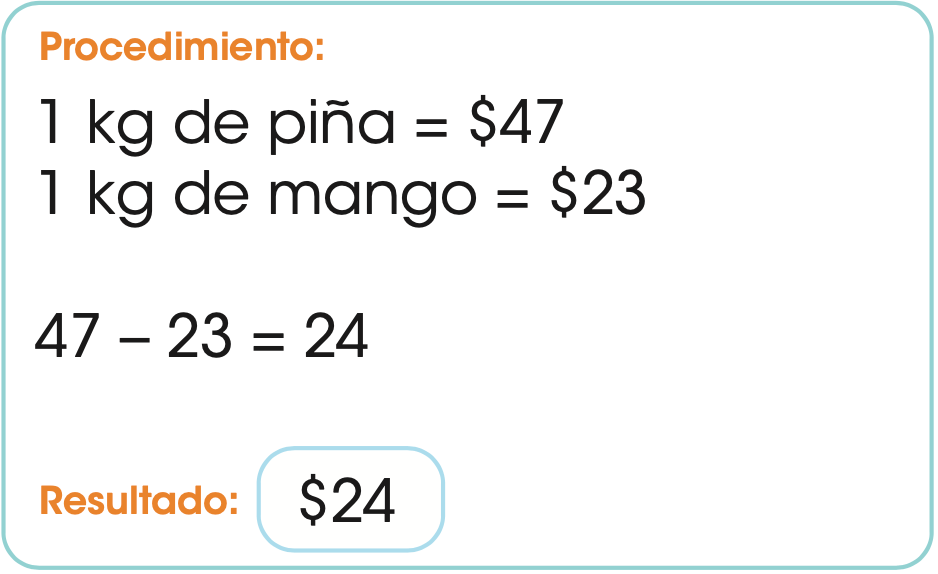 Procedimiento:
1 kg de piña = $47
1 kg de mango = $23
47 – 23 = 24
Resultado: $24